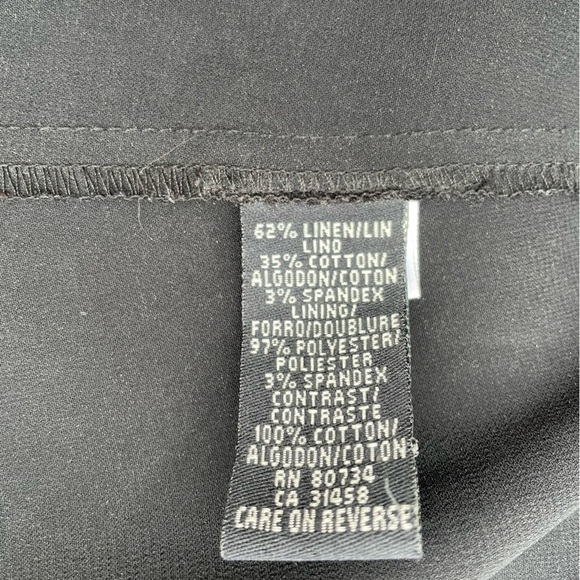 62% LINEN/LIN
LINO
35% COTTON/
ALGODON/COTON
3% SPANDEX
LINING/
FORRO/DOUBLURE
97% POLYESTER/
POLIESTER
3% SPANDEX
CONTRAST/
CONTRASTE
100% COTTON/
ALGODON/COTON
RN 80734
CA 31458
CARE ON REVERSE